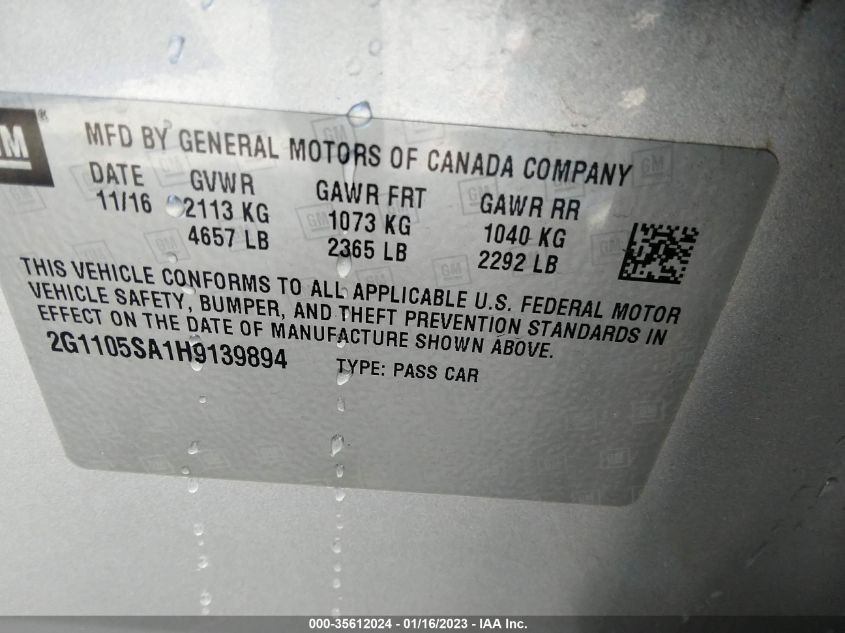 GM®
MFD BY GENERAL MOTORS OF CANADA COMPANY
DATE GVWR GAWR FRT GAWR RR
11/16 2113 KG 1073 KG 1040 KG
4657 LB 2365 LB 2292 LB
THIS VEHICLE CONFORMS TO ALL APPLICABLE U.S. FEDERAL MOTOR
VEHICLE SAFETY, BUMPER, AND THEFT PREVENTION STANDARDS IN
EFFECT ON THE DATE OF MANUFACTURE SHOWN ABOVE.
2G1105SA1H9139894 TYPE: PASS CAR
000-35612024 - 01/16/2023 - IAA Inc.